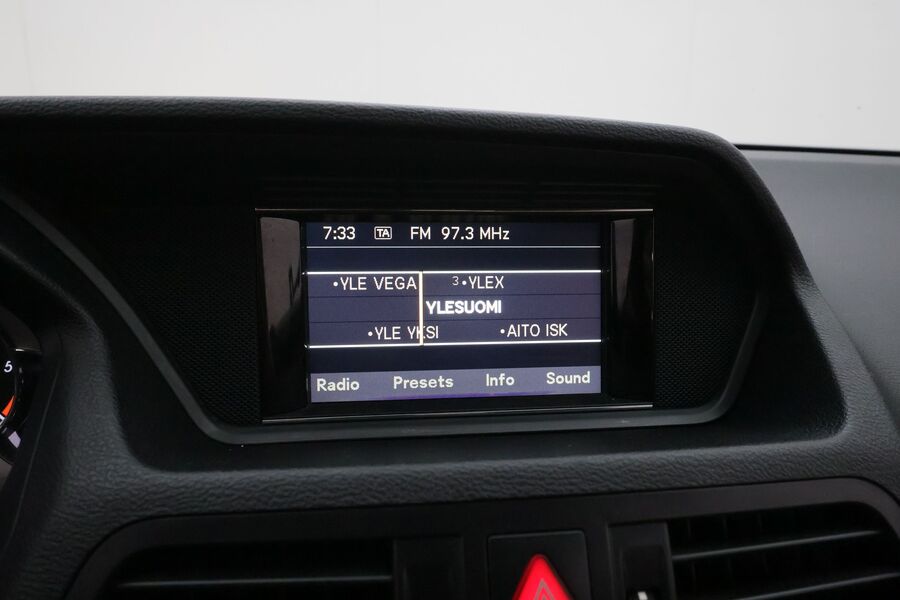 7:33 TA FM 97.3 MHz
•YLE VEGA 3 •YLEX
YLESUOMI
•YLE YKSI •AITO ISK
Radio Presets Info Sound
5